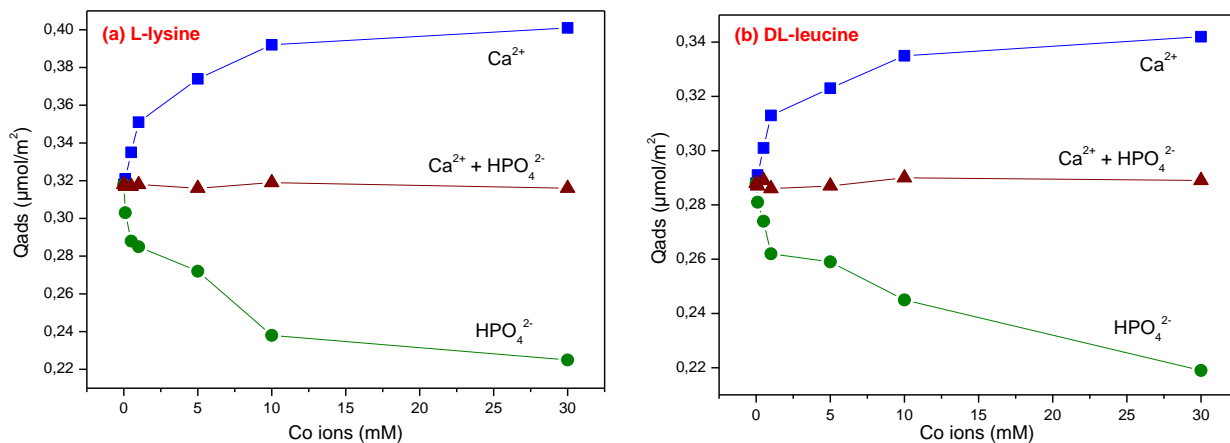 (a) L-lysine
Ca²⁺
Ca²⁺ + HPO₄²⁻
HPO₄²⁻
0,40
0,38
0,36
0,34
0,32
0,30
0,28
0,26
0,24
0,22
Qads (µmol/m²)
0
5
10
15
20
25
30
Co ions (mM)
(b) DL-leucine
Ca²⁺
Ca²⁺ + HPO₄²⁻
HPO₄²⁻
0,34
0,32
0,30
0,28
0,26
0,24
0,22
Qads (µmol/m²)
0
5
10
15
20
25
30
Co ions (mM)